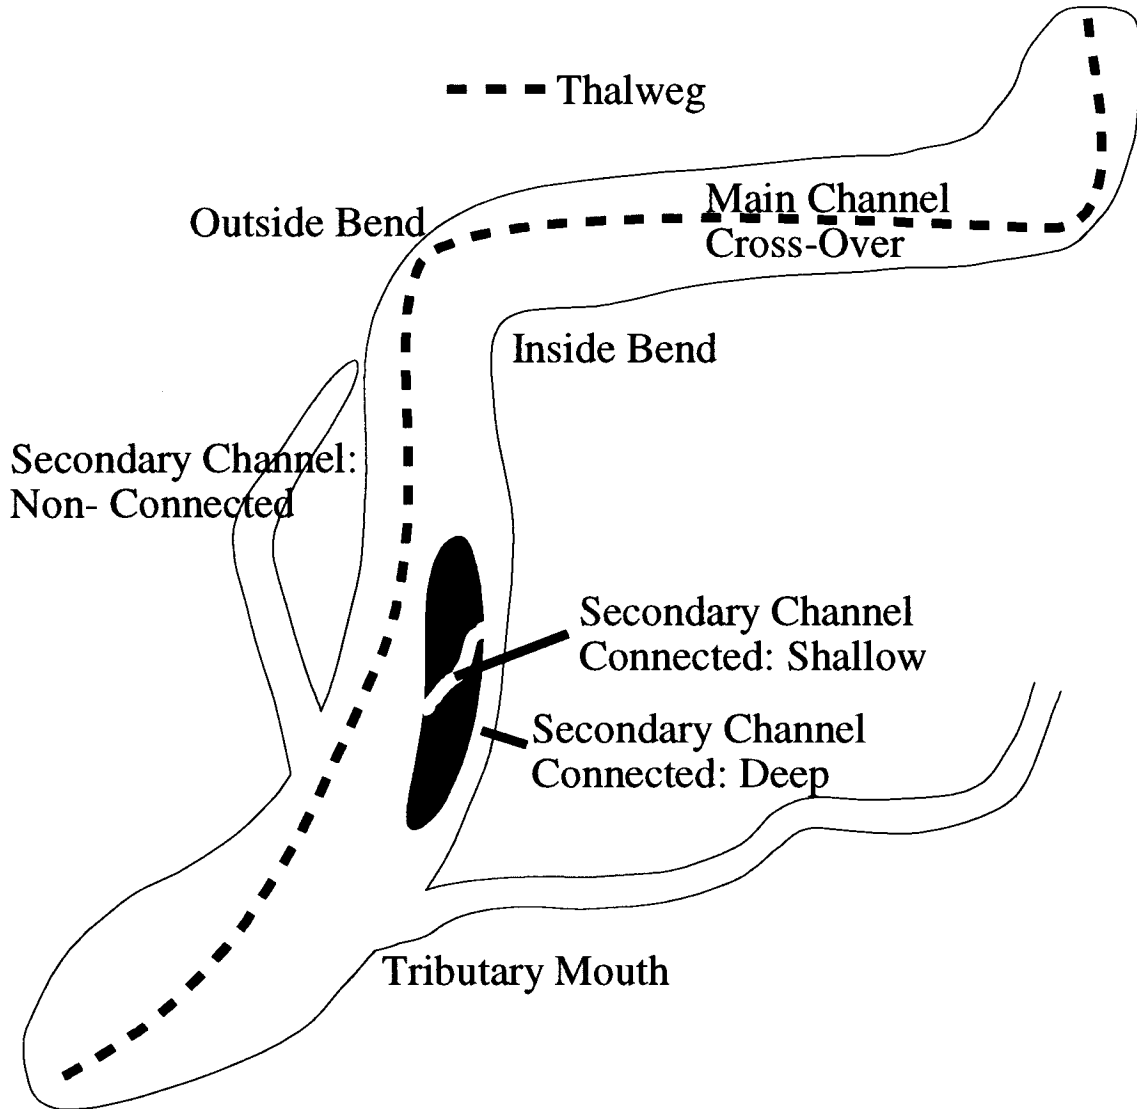 Thalweg
Main Channel
Cross-Over
Outside Bend
Inside Bend
Secondary Channel:
Non- Connected
Secondary Channel
Connected: Shallow
Secondary Channel
Connected: Deep
Tributary Mouth